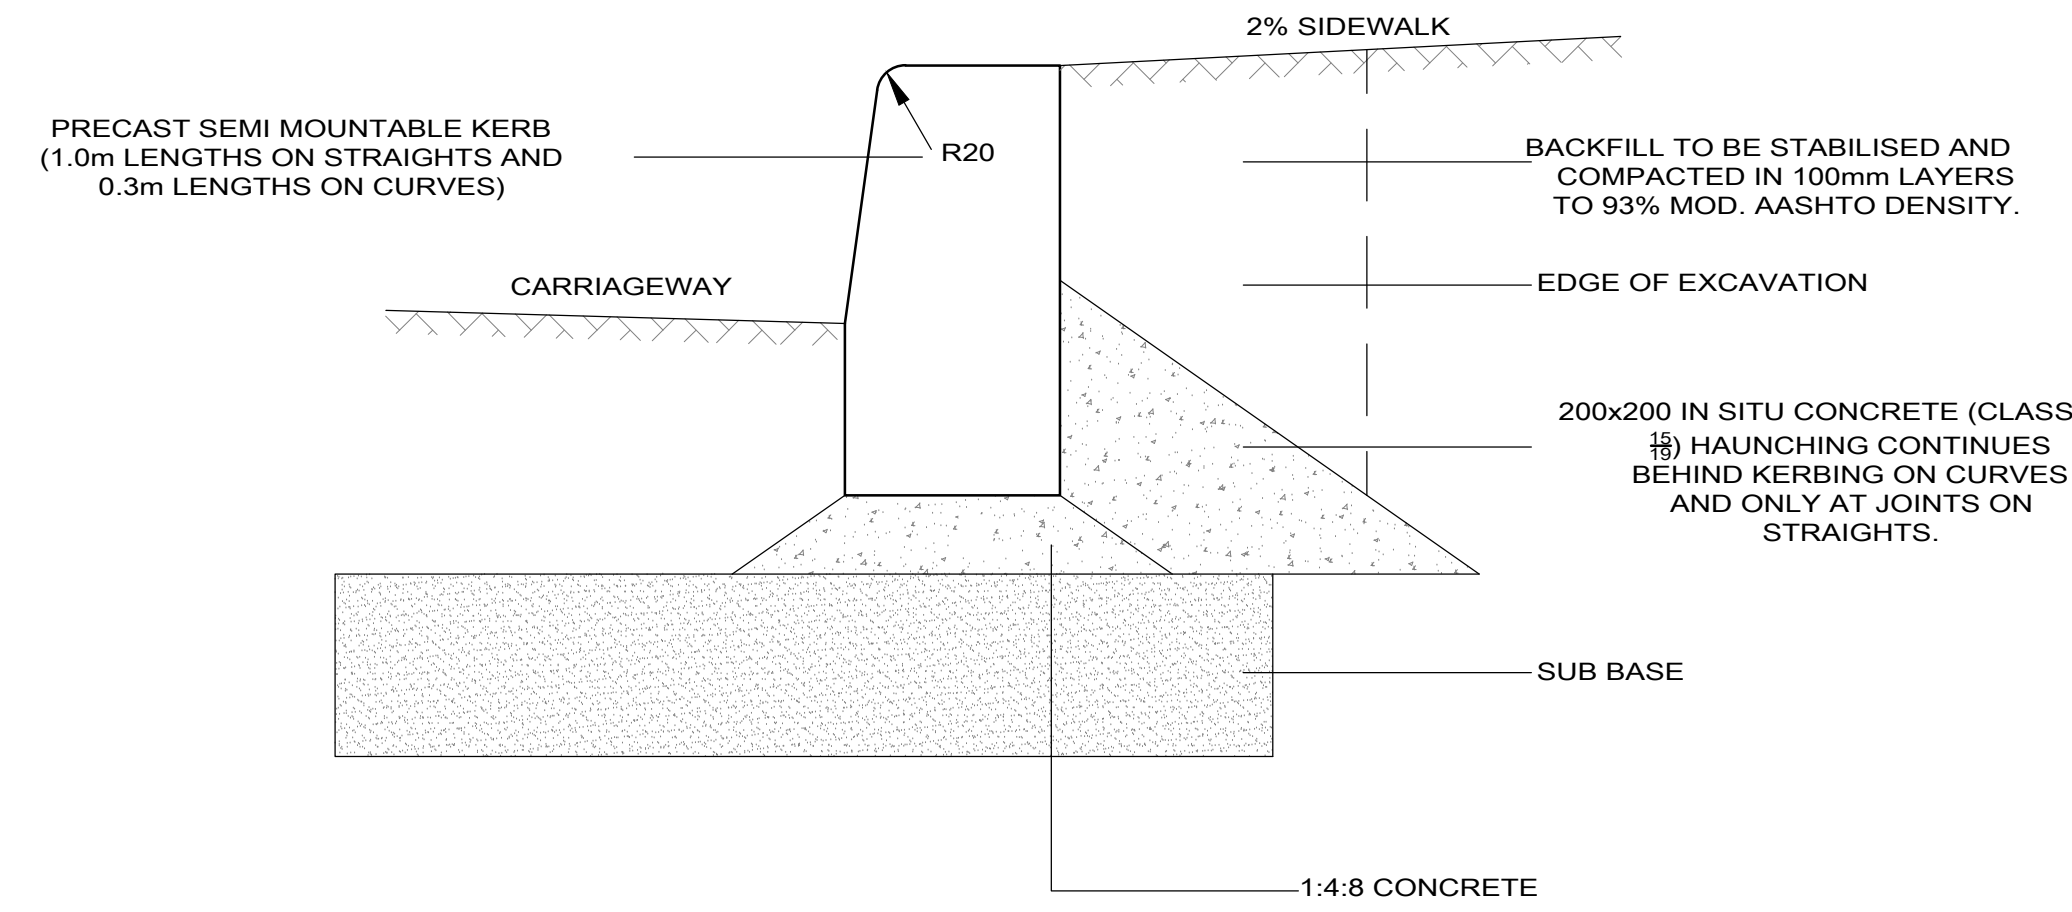 2% SIDEWALK
PRECAST SEMI MOUNTABLE KERB
(1.0m LENGTHS ON STRAIGHTS AND
0.3m LENGTHS ON CURVES)
R20
BACKFILL TO BE STABILISED AND
COMPACTED IN 100mm LAYERS
TO 93% MOD. AASHTO DENSITY.
CARRIAGEWAY
EDGE OF EXCAVATION
200x200 IN SITU CONCRETE (CLASS
15/19) HAUNCHING CONTINUES
BEHIND KERBING ON CURVES
AND ONLY AT JOINTS ON
STRAIGHTS.
SUB BASE
1:4:8 CONCRETE